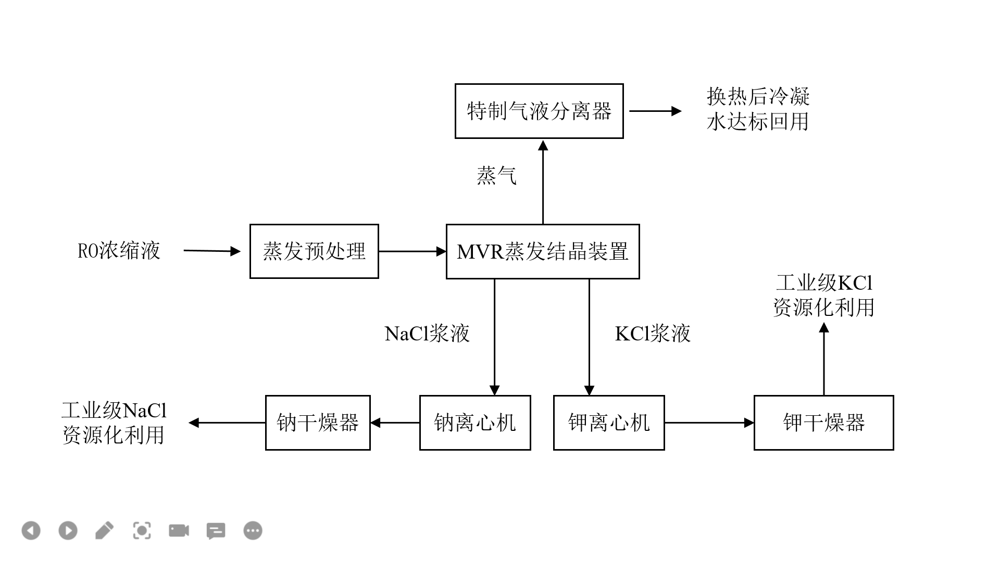 特制气液分离器
换热后冷凝
水达标回用
蒸气
RO浓缩液
蒸发预处理
MVR蒸发结晶装置
工业级KCl
资源化利用
NaCl浆液
KCl浆液
工业级NaCl
资源化利用
钠干燥器
钠离心机
钾离心机
钾干燥器